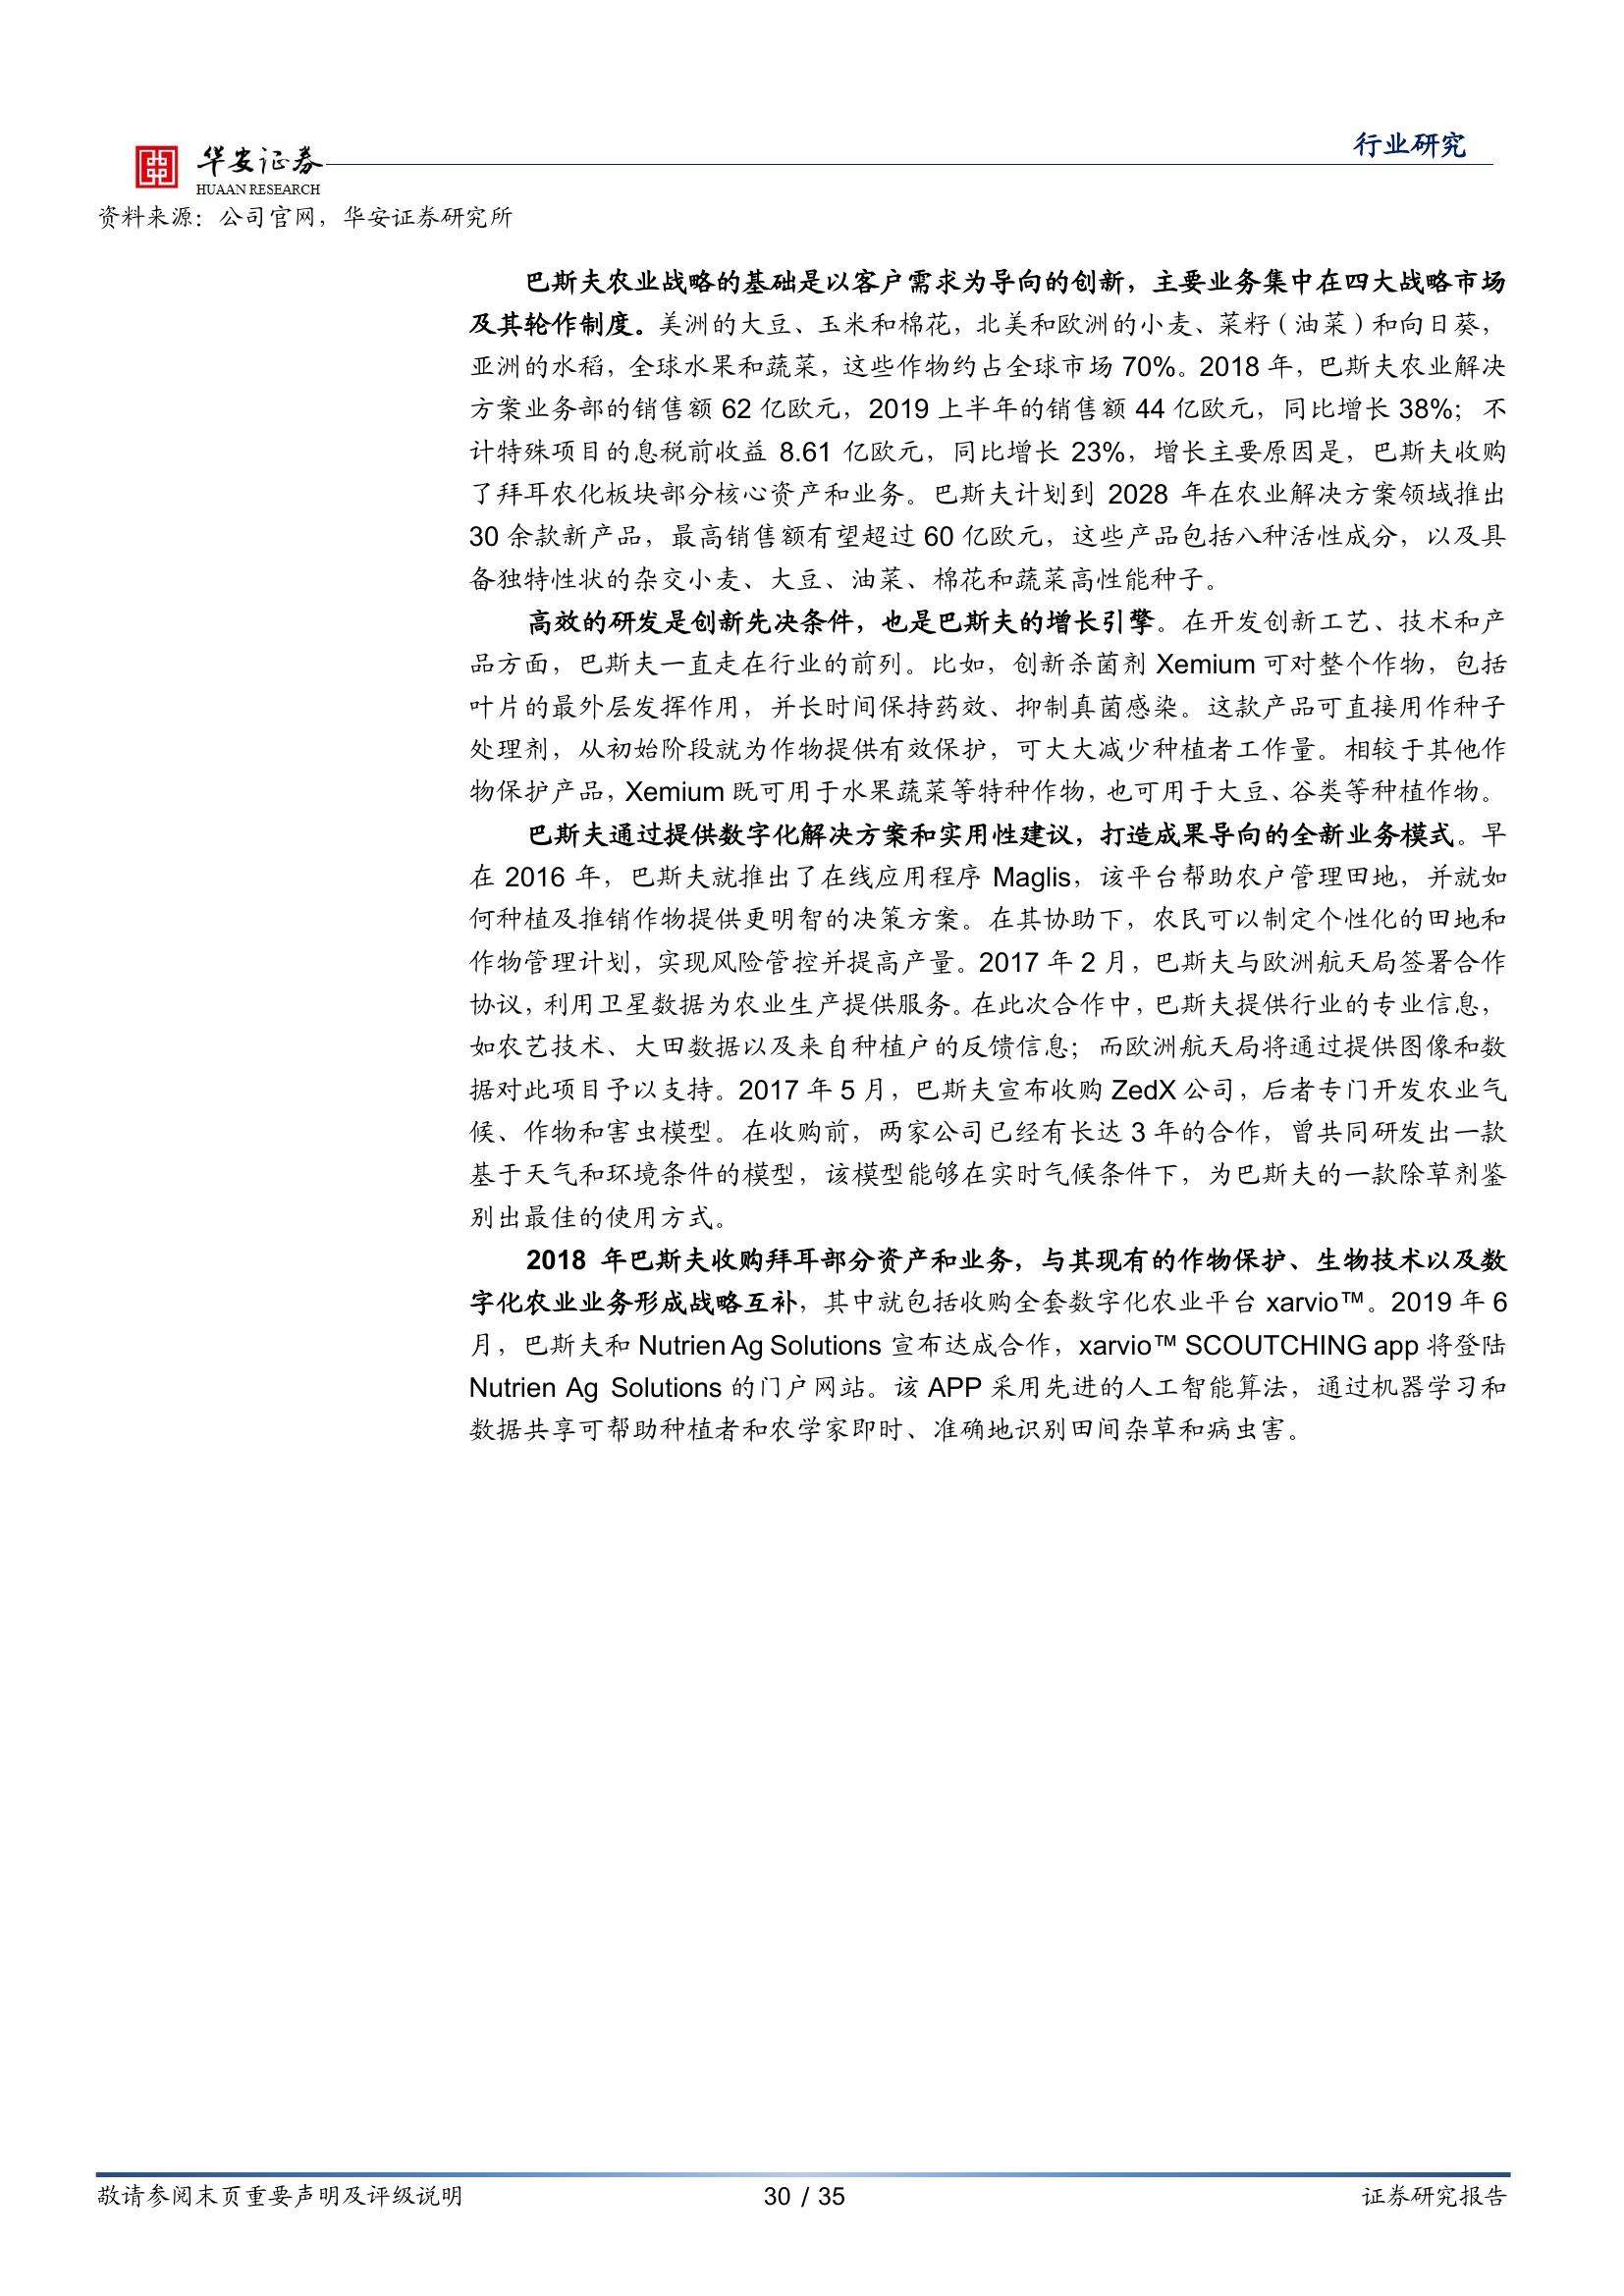 华安证券
HUAAN RESEARCH
行业研究
资料来源：公司官网，华安证券研究所
巴斯夫农业战略的基础是以客户需求为导向的创新，主要业务集中在四大战略市场
及其轮作制度。美洲的大豆、玉米和棉花，北美和欧洲的小麦、菜籽（油菜）和向日葵，
亚洲的水稻，全球水果和蔬菜，这些作物约占全球市场 70%。2018 年，巴斯夫农业解决
方案业务部的销售额 62 亿欧元，2019 上半年的销售额 44 亿欧元，同比增长 38%；不
计特殊项目的息税前收益 8.61 亿欧元，同比增长 23%，增长主要原因是，巴斯夫收购
了拜耳农化板块部分核心资产和业务。巴斯夫计划到 2028 年在农业解决方案领域推出
30 余款新产品，最高销售额有望超过 60 亿欧元，这些产品包括八种活性成分，以及具
备独特性状的杂交小麦、大豆、油菜、棉花和蔬菜高性能种子。
高效的研发是创新先决条件，也是巴斯夫的增长引擎。在开发创新工艺、技术和产
品方面，巴斯夫一直走在行业的前列。比如，创新杀菌剂 Xemium 可对整个作物，包括
叶片的最外层发挥作用，并长时间保持药效、抑制真菌感染。这款产品可直接用作种子
处理剂，从初始阶段就为作物提供有效保护，可大大减少种植者工作量。相较于其他作
物保护产品，Xemium 既可用于水果蔬菜等特种作物，也可用于大豆、谷类等种植作物。
巴斯夫通过提供数字化解决方案和实用性建议，打造成果导向的全新业务模式。早
在 2016 年，巴斯夫就推出了在线应用程序 Maglis，该平台帮助农户管理田地，并就如
何种植及推销作物提供更明智的决策方案。在其协助下，农民可以制定个性化的田地和
作物管理计划，实现风险管控并提高产量。2017 年 2 月，巴斯夫与欧洲航天局签署合作
协议，利用卫星数据为农业生产提供服务。在此次合作中，巴斯夫提供行业的专业信息，
如农艺技术、大田数据以及来自种植户的反馈信息；而欧洲航天局将通过提供图像和数
据对此项目予以支持。2017 年 5 月，巴斯夫宣布收购 ZedX 公司，后者专门开发农业气
候、作物和害虫模型。在收购前，两家公司已经有长达 3 年的合作，曾共同研发出一款
基于天气和环境条件的模型，该模型能够在实时气候条件下，为巴斯夫的一款除草剂鉴
别出最佳的使用方式。
2018 年巴斯夫收购拜耳部分资产和业务，与其现有的作物保护、生物技术以及数
字化农业业务形成战略互补，其中就包括收购全套数字化农业平台 xarvio™。2019 年 6
月，巴斯夫和 Nutrien Ag Solutions 宣布达成合作，xarvio™ SCOUTCHING app 将登陆
Nutrien Ag Solutions 的门户网站。该 APP 采用先进的人工智能算法，通过机器学习和
数据共享可帮助种植者和农学家即时、准确地识别田间杂草和病虫害。
敬请参阅末页重要声明及评级说明
30 / 35
证券研究报告